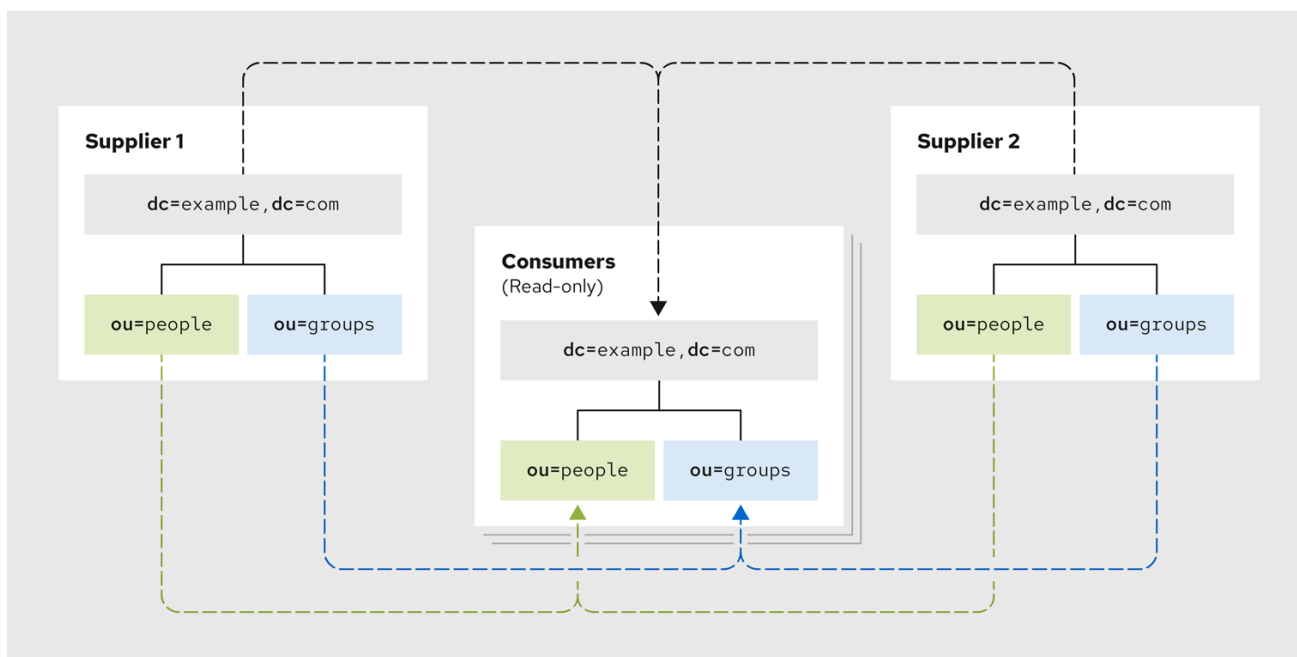 Supplier 1
dc=example,dc=com
ou=people
ou=groups
Consumers
(Read-only)
dc=example,dc=com
ou=people
ou=groups
Supplier 2
dc=example,dc=com
ou=people
ou=groups